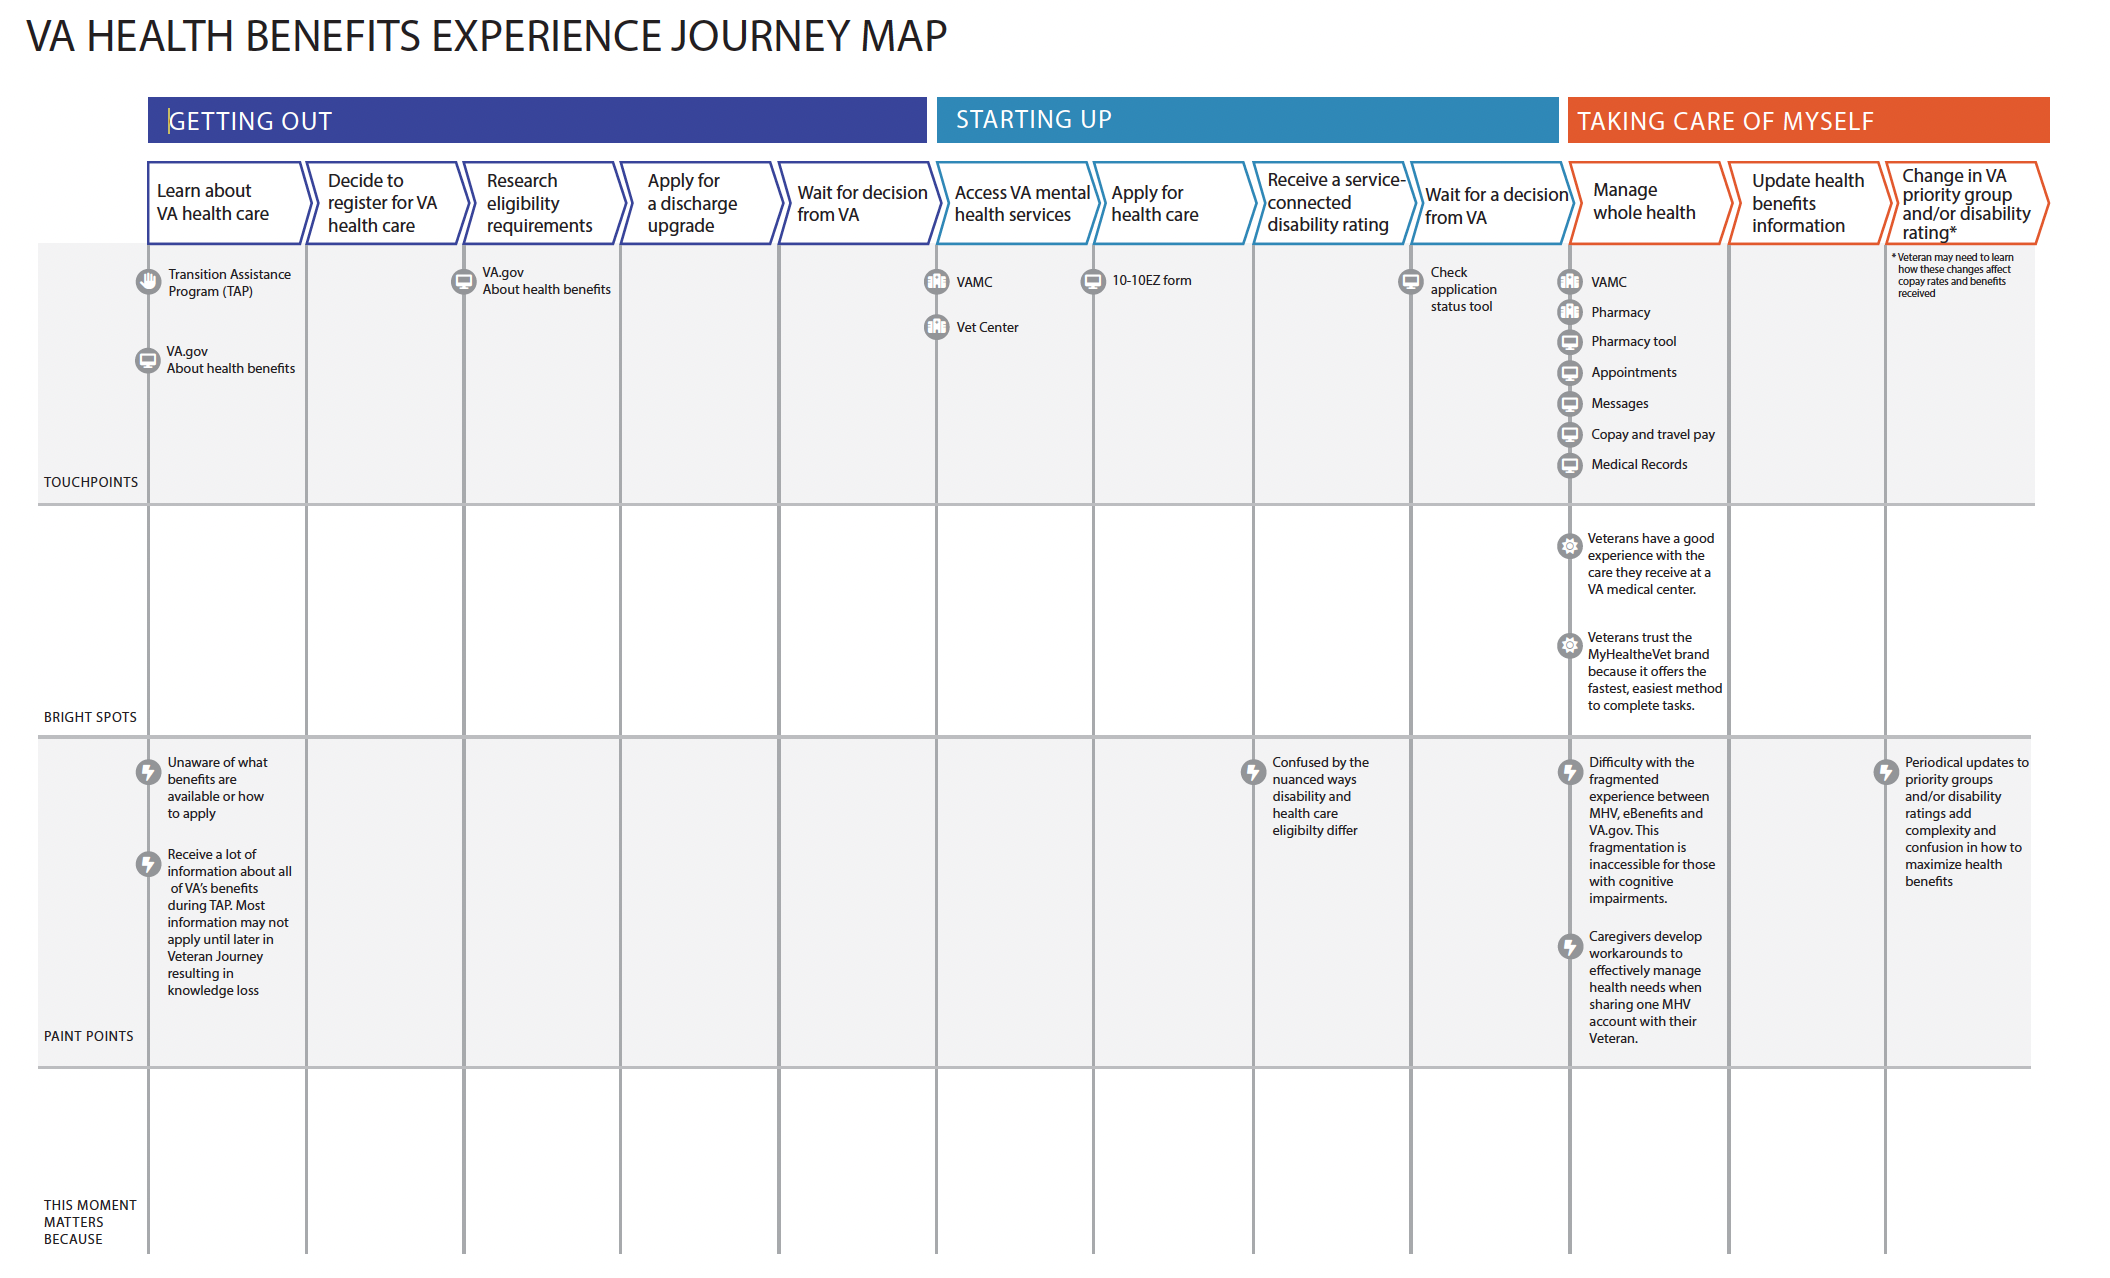 VA HEALTH BENEFITS EXPERIENCE JOURNEY MAP
GETTING OUT
STARTING UP
TAKING CARE OF MYSELF
Learn about
VA health care
Decide to
register for VA
health care
Research
eligibility
requirements
Apply for
a discharge
upgrade
Wait for decision
from VA
Access VA mental
health services
Apply for
health care
Receive a service-
connected
disability rating
Wait for a decision
from VA
Manage
whole health
Update health
benefits
information
Change in VA
priority group
and/or disability
rating*
TOUCHPOINTS
Transition Assistance
Program (TAP)
VA.gov
About health benefits
VA.gov
About health benefits
VAMC
Vet Center
10-10EZ form
Check
application
status tool
VAMC
Pharmacy
Pharmacy tool
Appointments
Messages
Copay and travel pay
Medical Records
* Veteran may need to learn
how these changes affect
copay rates and benefits
received
BRIGHT SPOTS
Veterans have a good
experience with the
care they receive at a
VA medical center.
Veterans trust the
MyHealtheVet brand
because it offers the
fastest, easiest method
to complete tasks.
PAINT POINTS
Unaware of what
benefits are
available or how
to apply
Receive a lot of
information about all
of VA's benefits
during TAP. Most
information may not
apply until later in
Veteran Journey
resulting in
knowledge loss
Confused by the
nuanced ways
disability and
health care
eligibilty differ
Difficulty with the
fragmented
experience between
MHV, eBenefits and
VA.gov. This
fragmentation is
inaccessible for those
with cognitive
impairments.
Caregivers develop
workarounds to
effectively manage
health needs when
sharing one MHV
account with their
Veteran.
Periodical updates to
priority groups
and/or disability
ratings add
complexity and
confusion in how to
maximize health
benefits
THIS MOMENT
MATTERS
BECAUSE